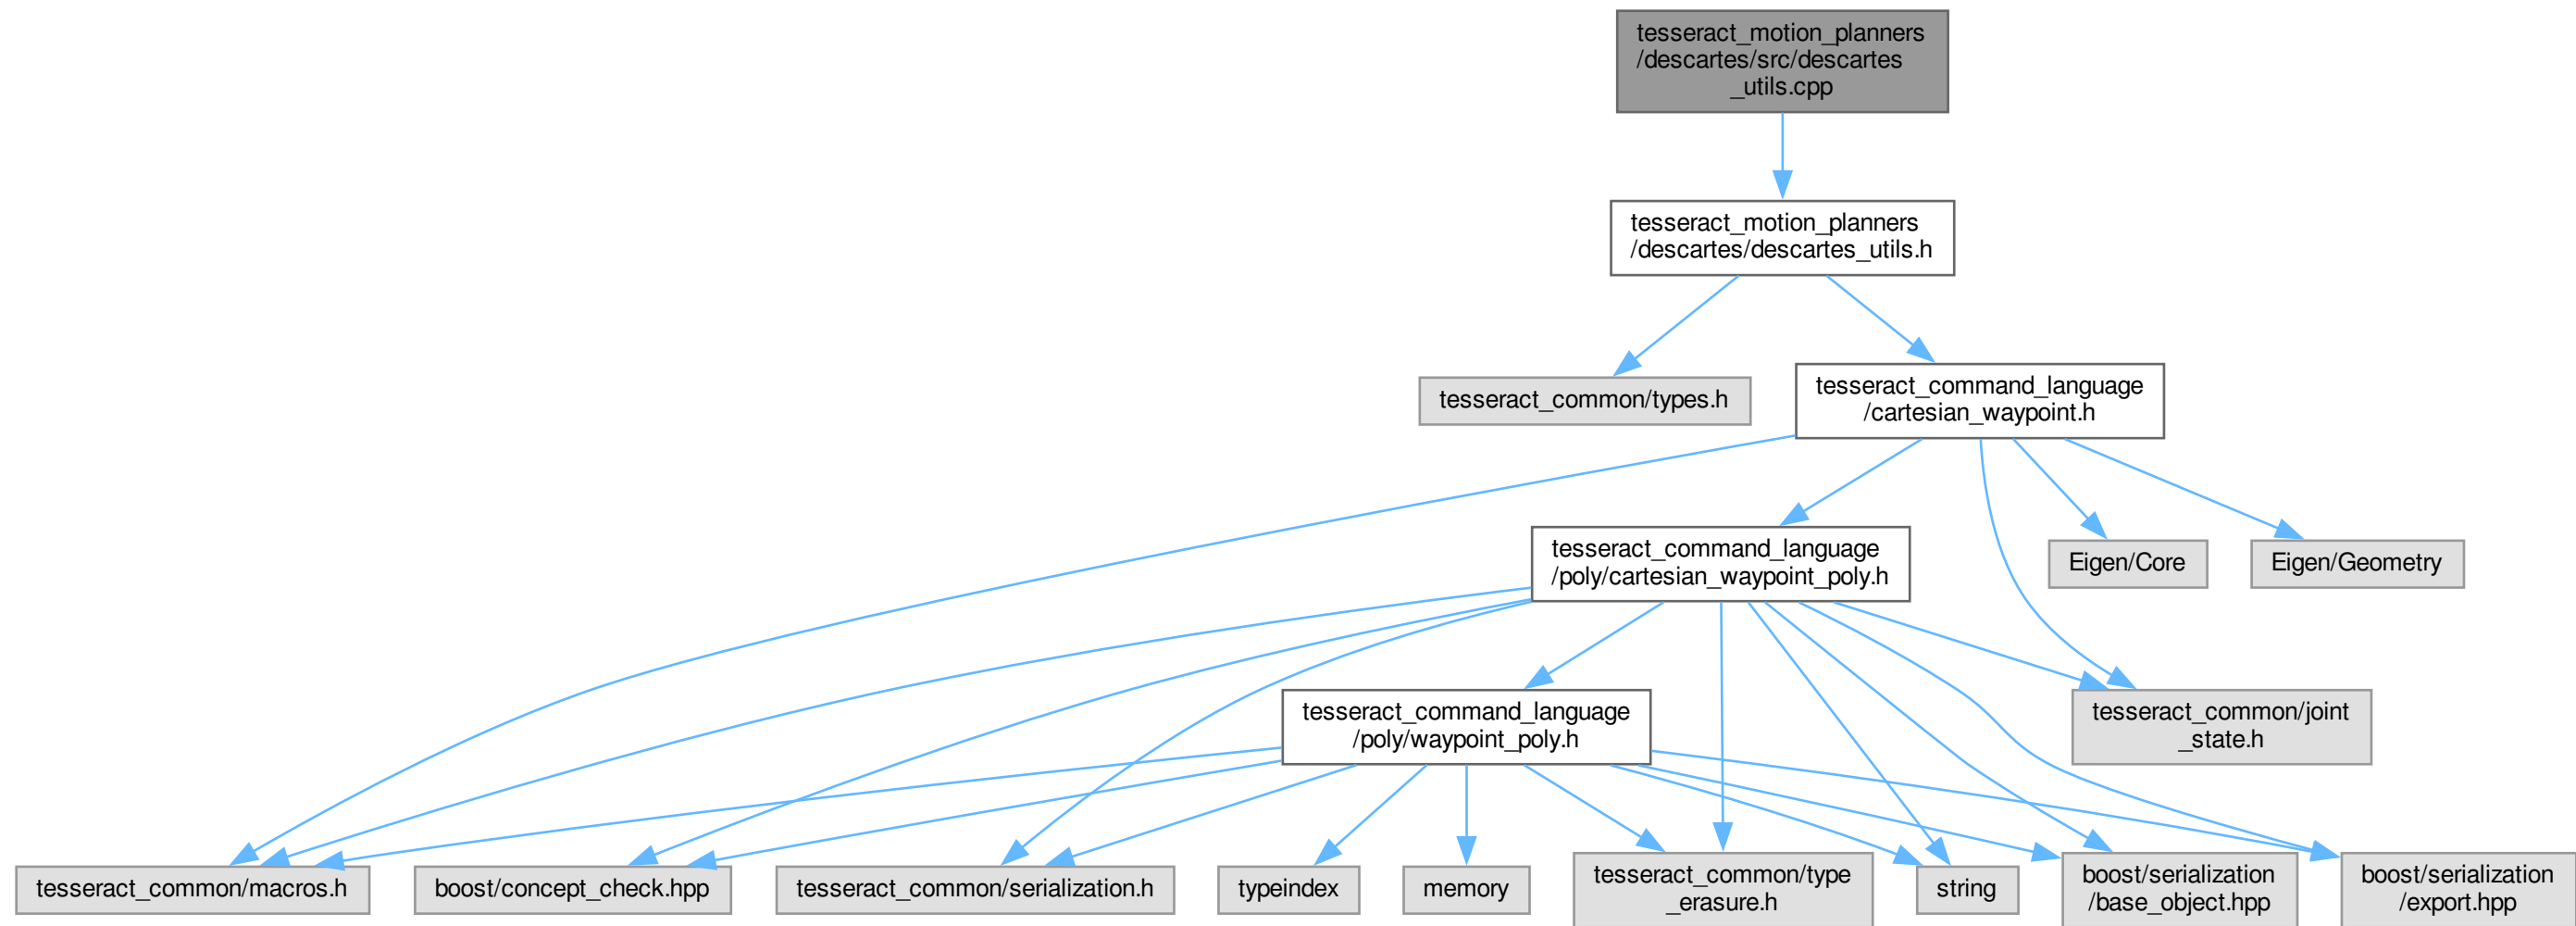 tesseract_motion_planners
/descartes/src/descartes
_utils.cpp
tesseract_motion_planners
/descartes/descartes_utils.h
tesseract_common/types.h
tesseract_command_language
/cartesian_waypoint.h
tesseract_command_language
/poly/cartesian_waypoint_poly.h
Eigen/Core
Eigen/Geometry
tesseract_command_language
/poly/waypoint_poly.h
tesseract_common/joint
_state.h
tesseract_common/macros.h
boost/concept_check.hpp
tesseract_common/serialization.h
typeindex
memory
tesseract_common/type
_erasure.h
string
boost/serialization
/base_object.hpp
boost/serialization
/export.hpp